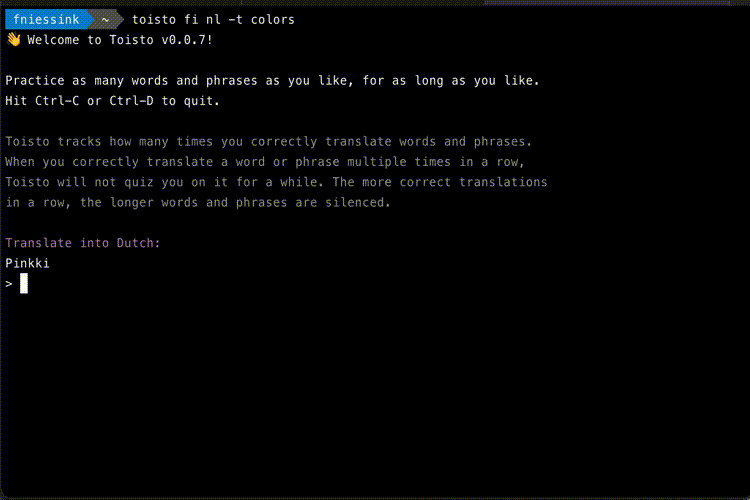 fniessink ~ toisto fi nl -t colors
👋 Welcome to Toisto v0.0.7!
Practice as many words and phrases as you like, for as long as you like.
Hit Ctrl-C or Ctrl-D to quit.
Toisto tracks how many times you correctly translate words and phrases.
When you correctly translate a word or phrase multiple times in a row,
Toisto will not quiz you on it for a while. The more correct translations
in a row, the longer words and phrases are silenced.
Translate into Dutch:
Pinkki
>